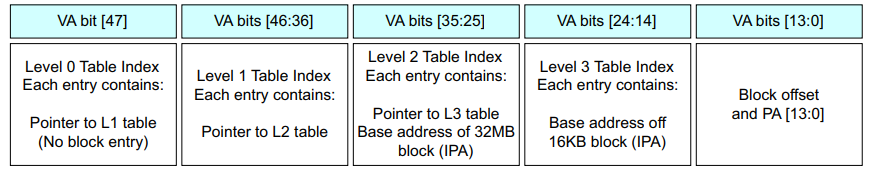 VA bit [47]
VA bits [46:36]
VA bits [35:25]
VA bits [24:14]
VA bits [13:0]
Level 0 Table Index
Each entry contains:
Pointer to L1 table
(No block entry)
Level 1 Table Index
Each entry contains:
Pointer to L2 table
Level 2 Table Index
Each entry contains:
Pointer to L3 table
Base address of 32MB
block (IPA)
Level 3 Table Index
Each entry contains:
Base address off
16KB block (IPA)
Block offset
and PA [13:0]